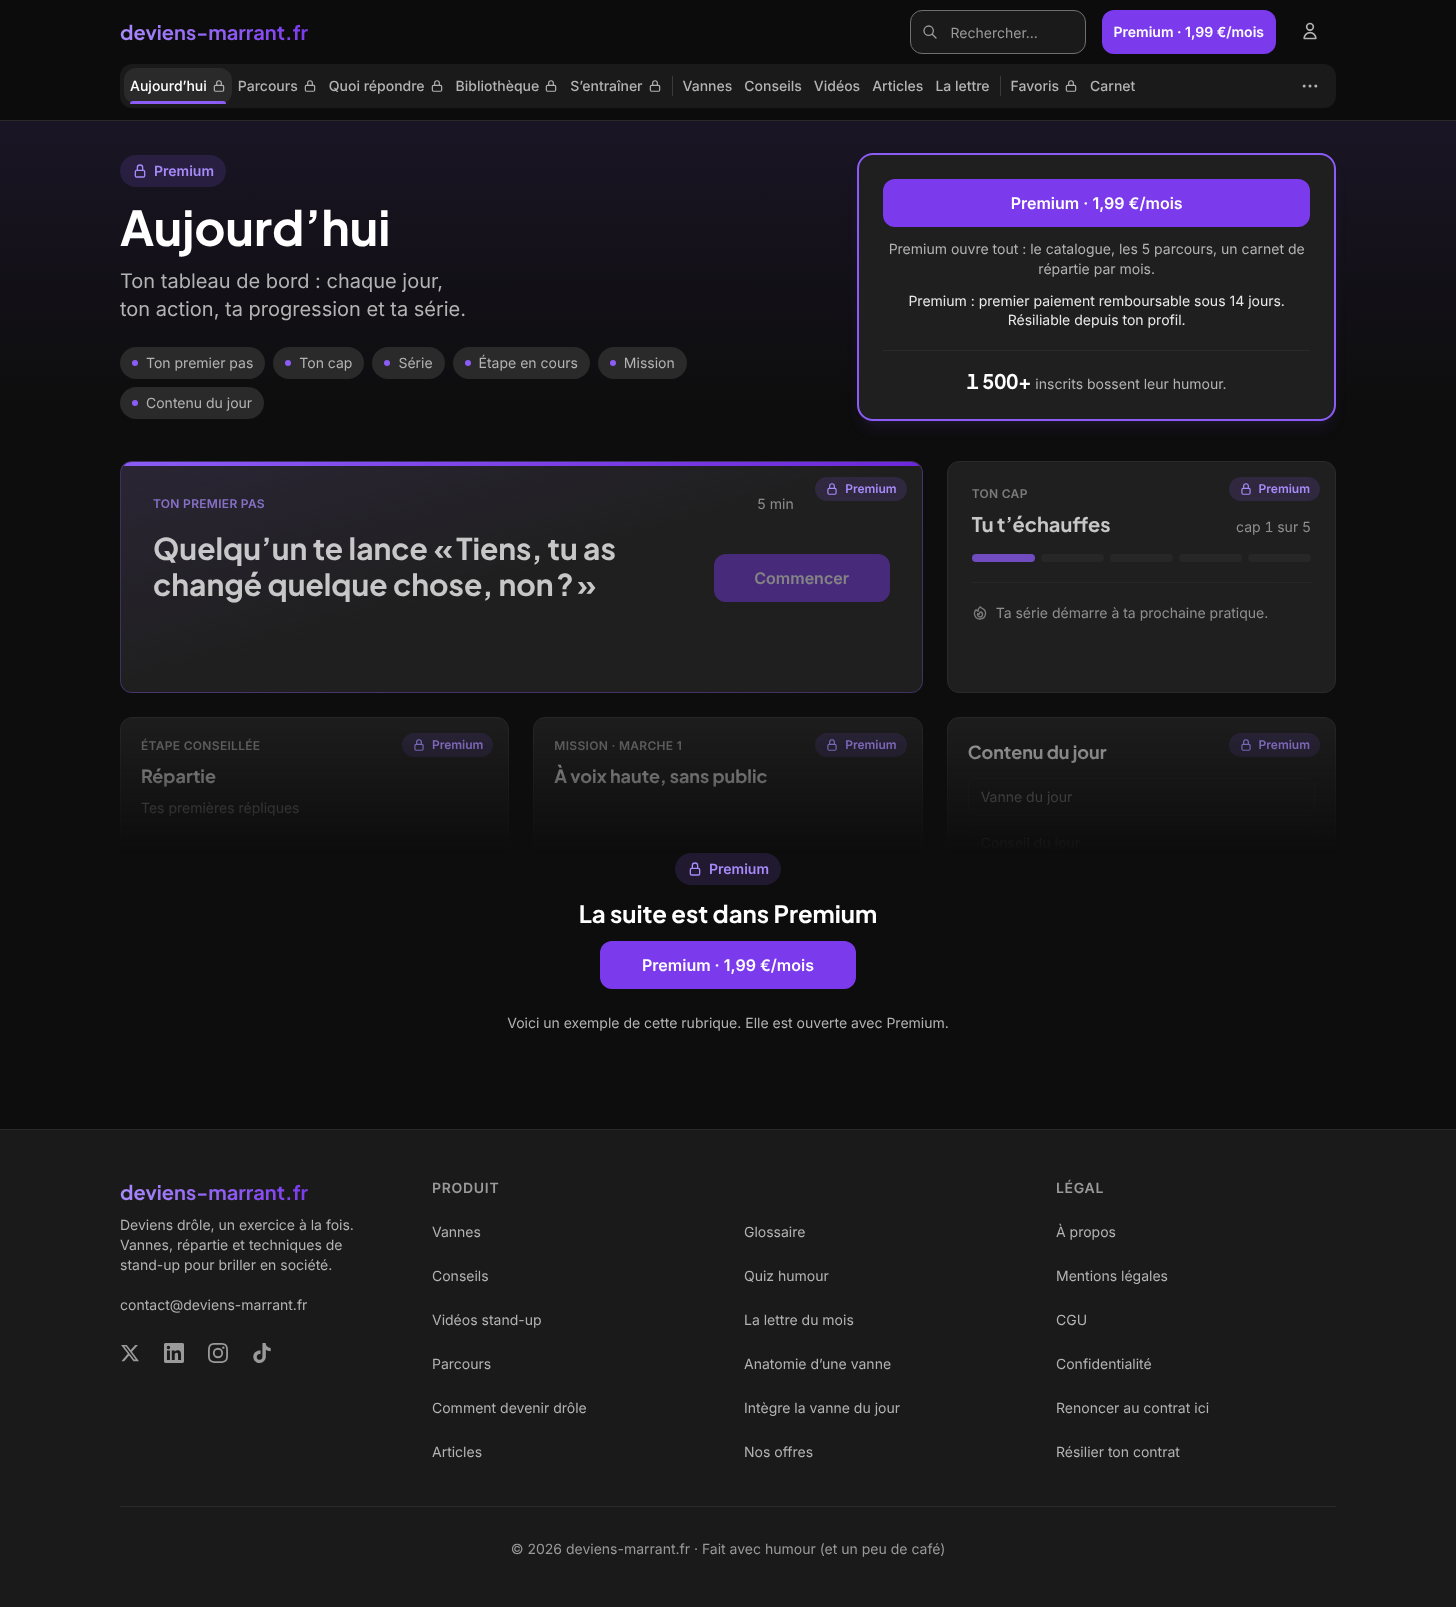 deviens-marrant.fr
Rechercher...
Premium · 1,99 €/mois
Aujourd’hui
Parcours
Quoi répondre
Bibliothèque
S’entraîner
Vannes
Conseils
Vidéos
Articles
La lettre
Favoris
Carnet
Premium
Aujourd’hui
Ton tableau de bord : chaque jour,
ton action, ta progression et ta série.
Ton premier pas
Ton cap
Série
Étape en cours
Mission
Contenu du jour
Premium · 1,99 €/mois
Premium ouvre tout : le catalogue, les 5 parcours, un carnet de
répartie par mois.
Premium : premier paiement remboursable sous 14 jours.
Résiliable depuis ton profil.
1 500+ inscrits bossent leur humour.
TON PREMIER PAS
5 min
Premium
Quelqu’un te lance « Tiens, tu as
changé quelque chose, non ? »
Commencer
TON CAP
Premium
Tu t’échauffes
cap 1 sur 5
Ta série démarre à ta prochaine pratique.
ÉTAPE CONSEILLÉE
Premium
Répartie
Tes premières répliques
MISSION · MARCHE 1
Premium
À voix haute, sans public
Contenu du jour
Premium
Vanne du jour
Conseil du jour
Premium
La suite est dans Premium
Premium · 1,99 €/mois
Voici un exemple de cette rubrique. Elle est ouverte avec Premium.
deviens-marrant.fr
Deviens drôle, un exercice à la fois.
Vannes, répartie et techniques de
stand-up pour briller en société.
contact@deviens-marrant.fr
PRODUIT
Vannes
Conseils
Vidéos stand-up
Parcours
Comment devenir drôle
Articles
Glossaire
Quiz humour
La lettre du mois
Anatomie d’une vanne
Intègre la vanne du jour
Nos offres
LÉGAL
À propos
Mentions légales
CGU
Confidentialité
Renoncer au contrat ici
Résilier ton contrat
© 2026 deviens-marrant.fr · Fait avec humour (et un peu de café)